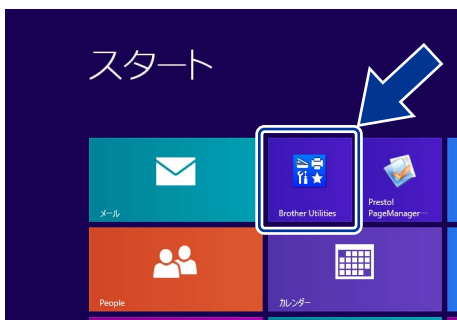 スタート
メール
Brother Utilities
Presto!
PageManager…
People
カレンダー